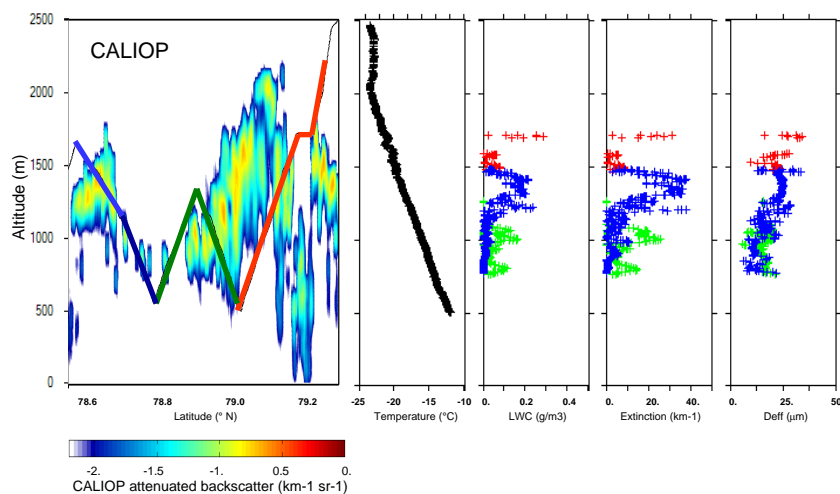 CALIOP
Altitude (m)
2500
2000
1500
1000
500
0
78.6 78.8 79.0 79.2
Latitude (° N)
-25 -20 -15 -12 -10
Temperature (°C)
0. 0.2 0.4
LWC (g/m3)
0. 20. 40.
Extinction (km-1)
0. 25. 50
Deff (μm)
-2. -1.5 -1. 0.5 0.
CALIOP attenuated backscatter (km-1 sr-1)